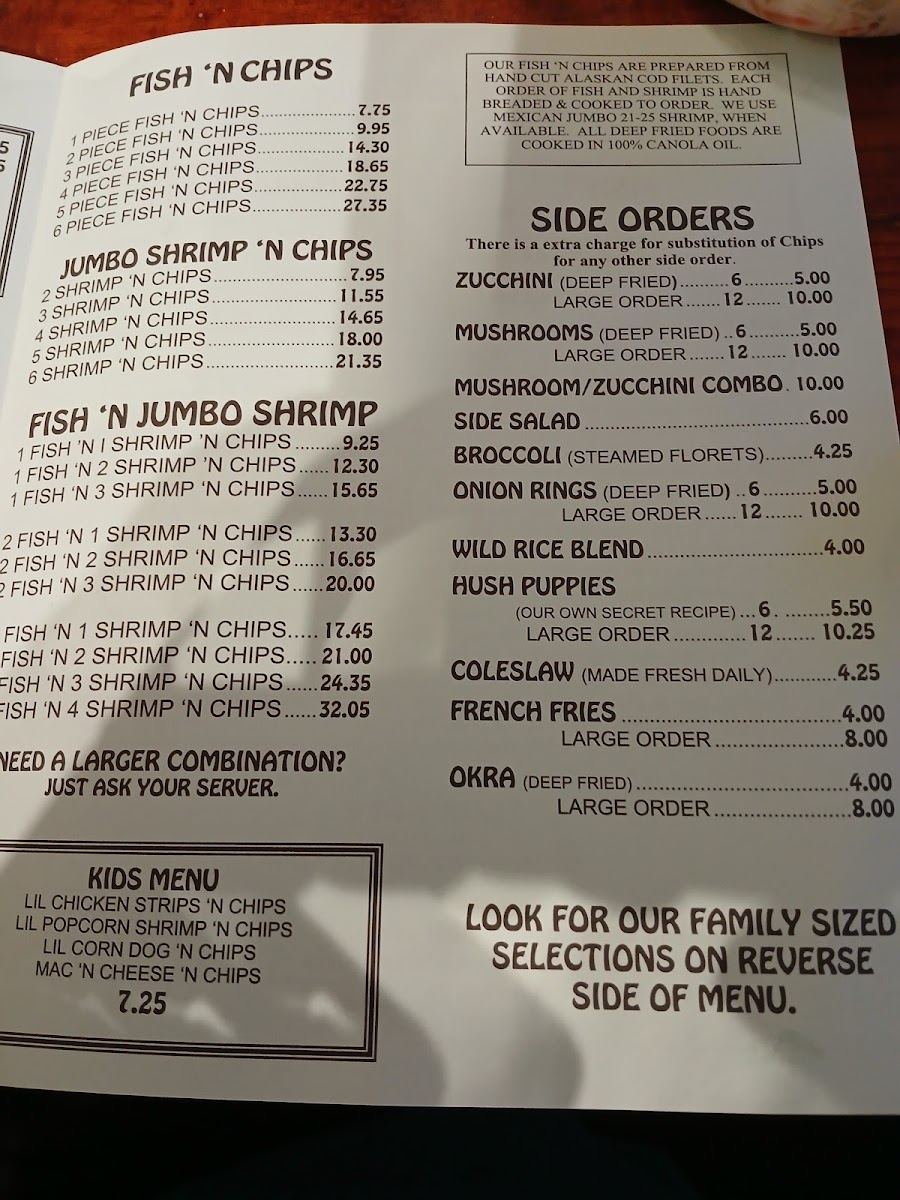 5
5
FISH 'N CHIPS
1 PIECE FISH 'N CHIPS..................7.75
2 PIECE FISH 'N CHIPS..................9.95
3 PIECE FISH 'N CHIPS.................14.30
4 PIECE FISH 'N CHIPS.................18.65
5 PIECE FISH 'N CHIPS.................22.75
6 PIECE FISH 'N CHIPS.................27.35
JUMBO SHRIMP 'N CHIPS
2 SHRIMP 'N CHIPS.........................7.95
3 SHRIMP 'N CHIPS........................11.55
4 SHRIMP 'N CHIPS........................14.65
5 SHRIMP 'N CHIPS........................18.00
6 SHRIMP 'N CHIPS........................21.35
FISH 'N JUMBO SHRIMP
1 FISH 'N I SHRIMP 'N CHIPS.........9.25
1 FISH 'N 2 SHRIMP 'N CHIPS......12.30
1 FISH 'N 3 SHRIMP 'N CHIPS......15.65
2 FISH 'N 1 SHRIMP 'N CHIPS......13.30
2 FISH 'N 2 SHRIMP 'N CHIPS......16.65
2 FISH 'N 3 SHRIMP 'N CHIPS......20.00
FISH 'N 1 SHRIMP 'N CHIPS..... 17.45
FISH 'N 2 SHRIMP 'N CHIPS..... 21.00
FISH 'N 3 SHRIMP 'N CHIPS......24.35
FISH 'N 4 SHRIMP 'N CHIPS......32.05
NEED A LARGER COMBINATION?
JUST ASK YOUR SERVER.
KIDS MENU
LIL CHICKEN STRIPS 'N CHIPS
LIL POPCORN SHRIMP 'N CHIPS
LIL CORN DOG 'N CHIPS
MAC 'N CHEESE 'N CHIPS
7.25
OUR FISH 'N CHIPS ARE PREPARED FROM
HAND CUT ALASKAN COD FILETS. EACH
ORDER OF FISH AND SHRIMP IS HAND
BREADED & COOKED TO ORDER. WE USE
MEXICAN JUMBO 21-25 SHRIMP, WHEN
AVAILABLE. ALL DEEP FRIED FOODS ARE
COOKED IN 100% CANOLA OIL.
SIDE ORDERS
There is a extra charge for substitution of Chips
for any other side order.
ZUCCHINI (DEEP FRIED)..........6..........5.00
LARGE ORDER.......12....... 10.00
MUSHROOMS (DEEP FRIED)..6..........5.00
LARGE ORDER.......12....... 10.00
MUSHROOM/ZUCCHINI COMBO. 10.00
SIDE SALAD.......................................6.00
BROCCOLI (STEAMED FLORETS).........4.25
ONION RINGS (DEEP FRIED)..6..........5.00
LARGE ORDER......12....... 10.00
WILD RICE BLEND...............................4.00
HUSH PUPPIES
(OUR OWN SECRET RECIPE)...6. .........5.50
LARGE ORDER.............12....... 10.25
COLESLAW (MADE FRESH DAILY)...........4.25
FRENCH FRIES.....................................4.00
LARGE ORDER......................8.00
OKRA (DEEP FRIED)....................................4.00
LARGE ORDER.......................8.00
LOOK FOR OUR FAMILY SIZED
SELECTIONS ON REVERSE
SIDE OF MENU.